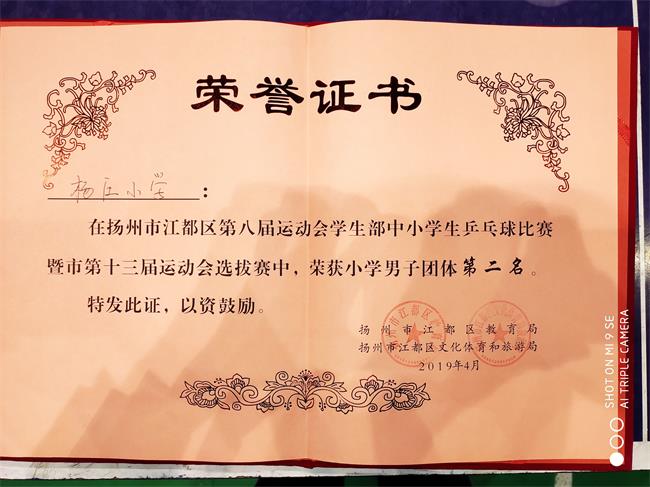 荣誉证书
杨庄小学：
在扬州市江都区第八届运动会学生部中小学生乒乓球比赛
暨市第十三届运动会选拔赛中，荣获小学男子团体第二名。
特发此证，以资鼓励。
扬州市江都区教育局
扬州市江都区文化体育和旅游局
2019年4月
SHOT ON MI 9 SE
AI TRIPLE CAMERA